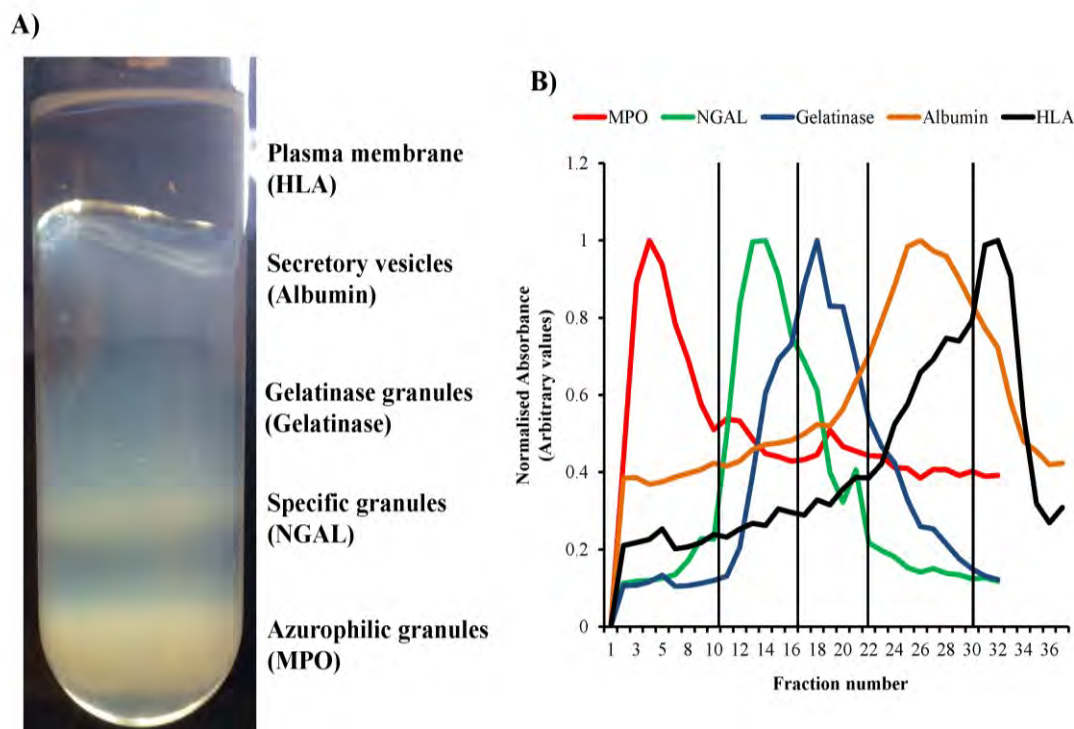 A)
Plasma membrane
(HLA)
Secretory vesicles
(Albumin)
Gelatinase granules
(Gelatinase)
Specific granules
(NGAL)
Azurophilic granules
(MPO)
B)
MPO NGAL Gelatinase Albumin HLA
1.2
1
0.8
0.6
0.4
0.2
0
Normalised Absorbance
(Arbitrary values)
1 3 5 8 10 12 14 16 18 20 22 24 26 28 30 32 34 36
Fraction number